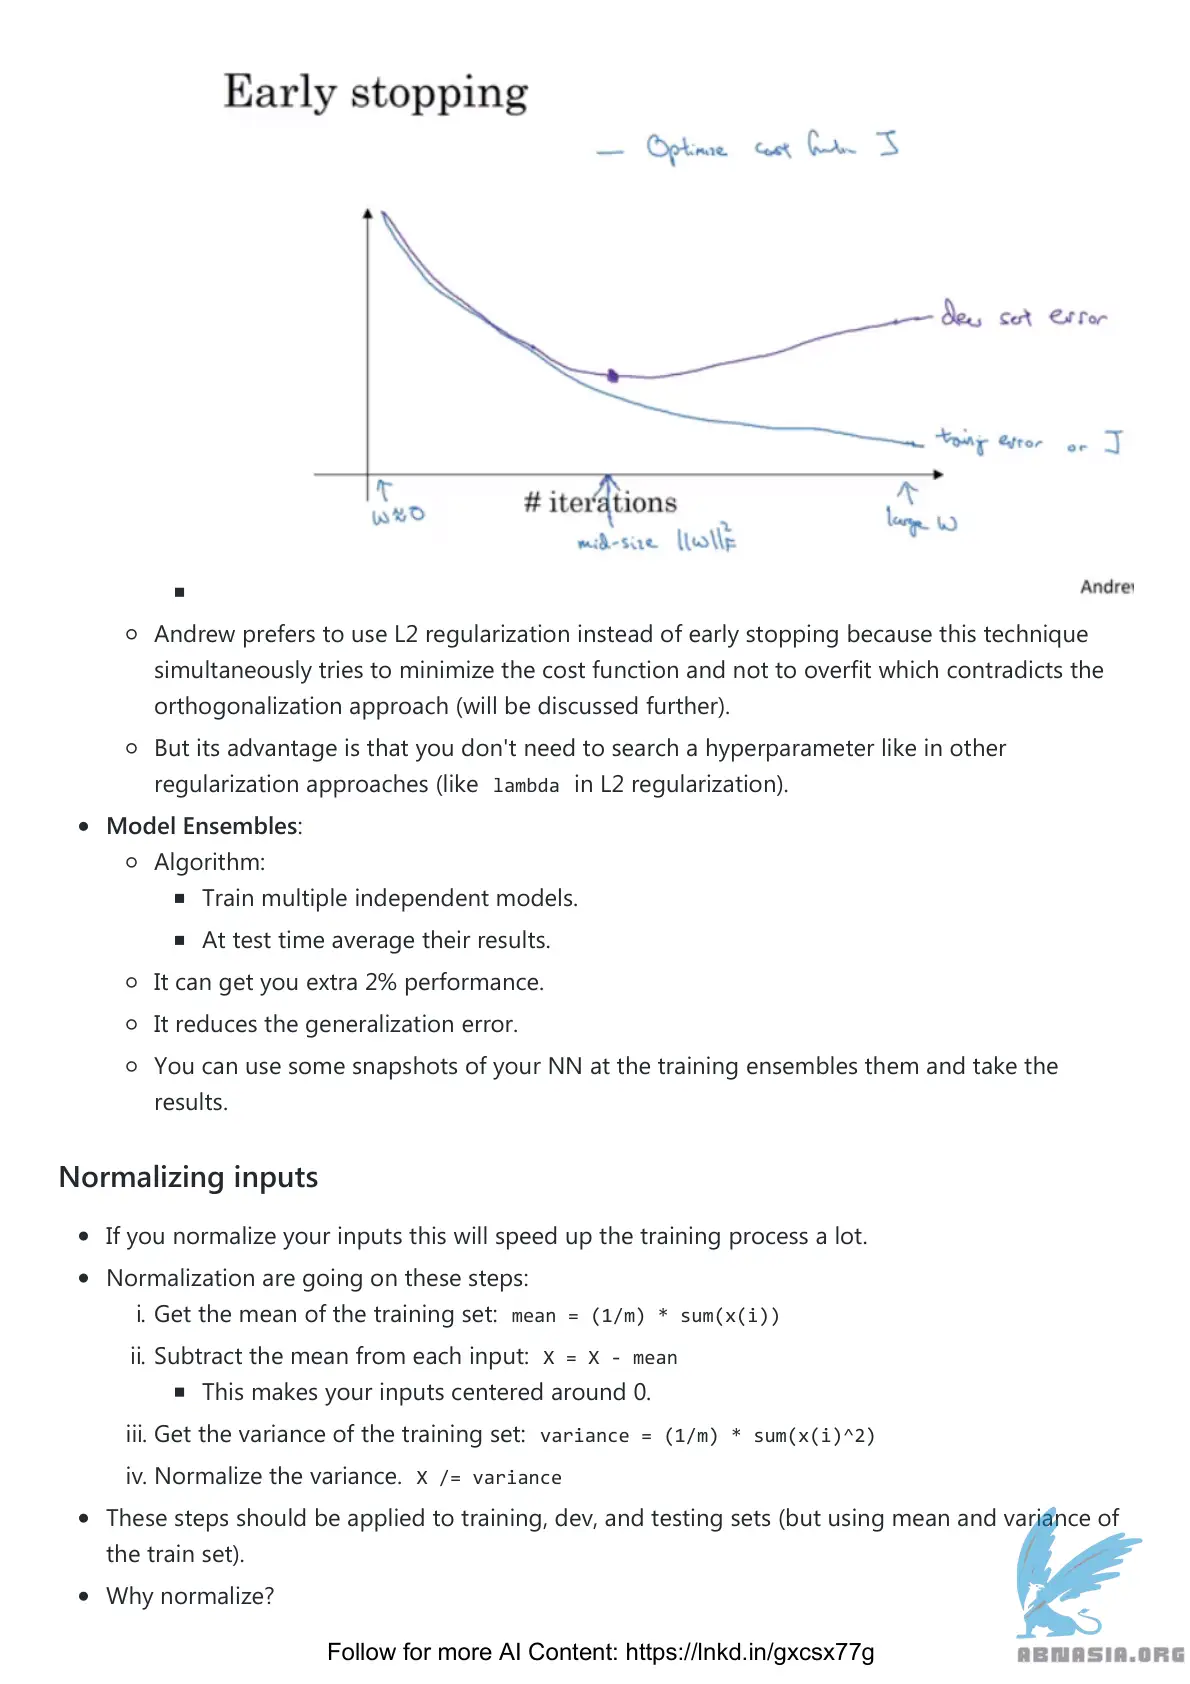 Early stopping
— Optimize cost J
dev set error
error or J
w≈0
# iterations
mid-size ||w||²F
large w
Andrew
Andrew prefers to use L2 regularization instead of early stopping because this technique
simultaneously tries to minimize the cost function and not to overfit which contradicts the
orthogonalization approach (will be discussed further).
But its advantage is that you don't need to search a hyperparameter like in other
regularization approaches (like lambda in L2 regularization).
Model Ensembles:
Algorithm:
Train multiple independent models.
At test time average their results.
It can get you extra 2% performance.
It reduces the generalization error.
You can use some snapshots of your NN at the training ensembles them and take the
results.
Normalizing inputs
If you normalize your inputs this will speed up the training process a lot.
Normalization are going on these steps:
i. Get the mean of the training set: mean = (1/m) * sum(x(i))
ii. Subtract the mean from each input: X = X - mean
This makes your inputs centered around 0.
iii. Get the variance of the training set: variance = (1/m) * sum(x(i)^2)
iv. Normalize the variance. X /= variance
These steps should be applied to training, dev, and testing sets (but using mean and variance of
the train set).
Why normalize?
Follow for more AI Content: https://lnkd.in/gxcsx77g
ABNASIA.ORG